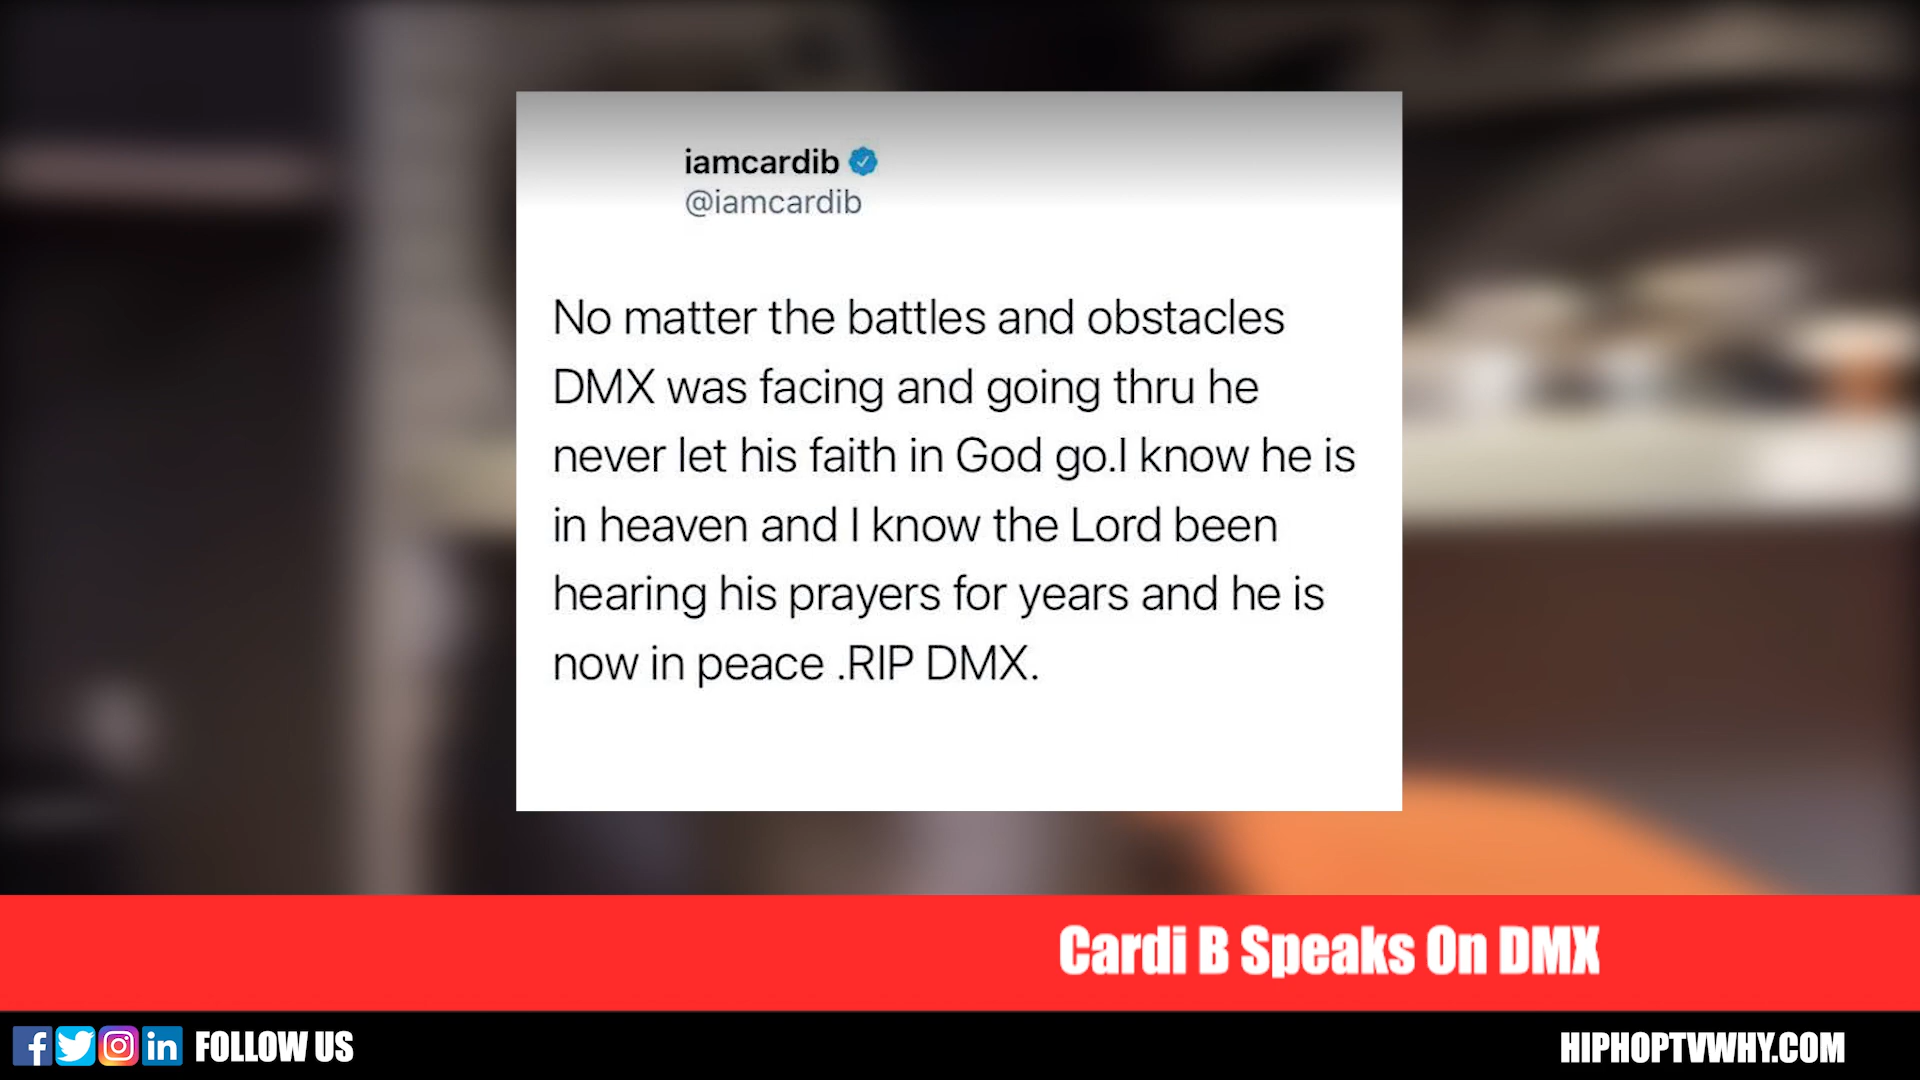 iamcardib
@iamcardib
No matter the battles and obstacles
DMX was facing and going thru he
never let his faith in God go.I know he is
in heaven and I know the Lord been
hearing his prayers for years and he is
now in peace .RIP DMX.
Cardi B Speaks On DMX
FOLLOW US
HIPHOPTVWHY.COM